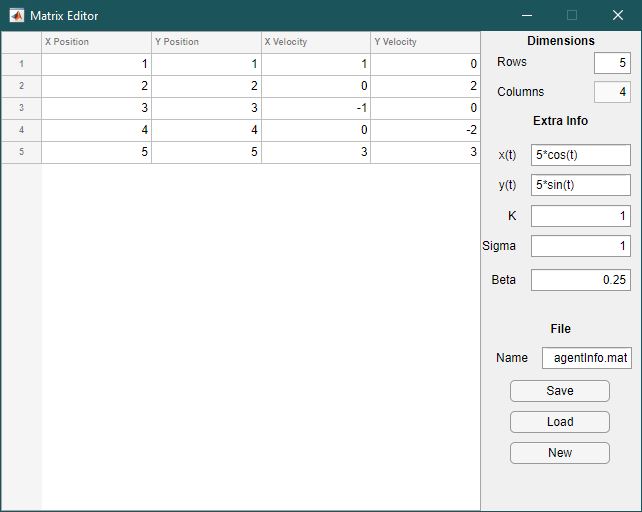 Matrix Editor
X Position Y Position X Velocity Y Velocity
1 1 1 1 0
2 2 2 0 2
3 3 3 -1 0
4 4 4 0 -2
5 5 5 3 3
Dimensions
Rows 5
Columns 4
Extra Info
x(t) 5*cos(t)
y(t) 5*sin(t)
K 1
Sigma 1
Beta 0.25
File
Name agentInfo.mat
Save
Load
New